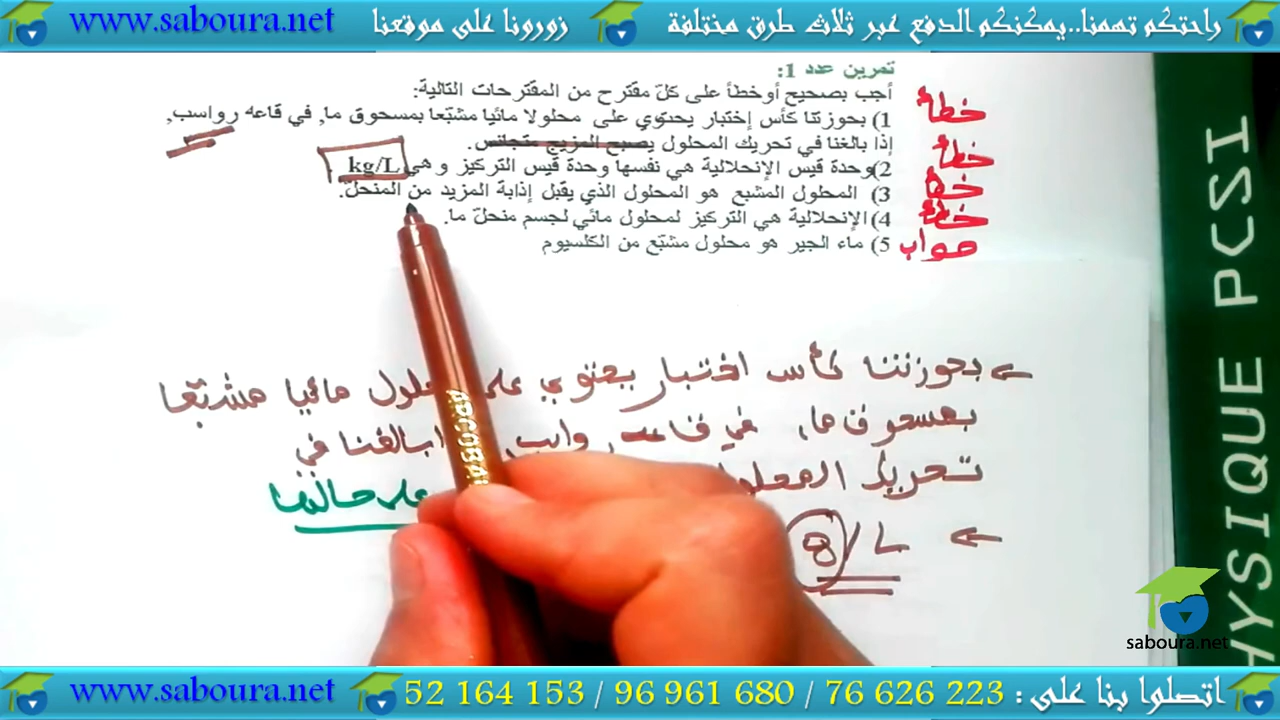 راحتكم تهمنا..يمكنكم الدفع عبر ثلاث طرق مختلفة زورونا على موقعنا www.saboura.net
تمرين عدد 1:
أجب بصحيح أوخطأ على كلّ مقترح من المقترحات التالية:
1) بحوزتنا كأس إختبار يحتوي على محلولا مائيا مشبّعا بمسحوق ما, في قاعه رواسب, خطأ
إذا بالغنا في تحريك المحلول يصبح المزيج متجانس.
2)وحدة قيس الإنحلالية هي نفسها وحدة قيس التركيز و هي kg/L. خطأ
3) المحلول المشبع هو المحلول الذي يقبل إذابة المزيد من المنحلّ. خطأ
4) الإنحلالية هي التركيز لمحلول مائي لجسم منحلّ ما. خطأ
5) ماء الجير هو محلول مشبّع من الكلسيوم صواب
بحوزتنا كأس اختبار يحتوي مائيا مشبّعا
بمسحوق ما، في
تحريك على حالها
g/L
PHYSIQUE PCSI
saboura.net
اتصلوا بنا على : 52 164 153 / 96 961 680 / 76 626 223 www.saboura.net